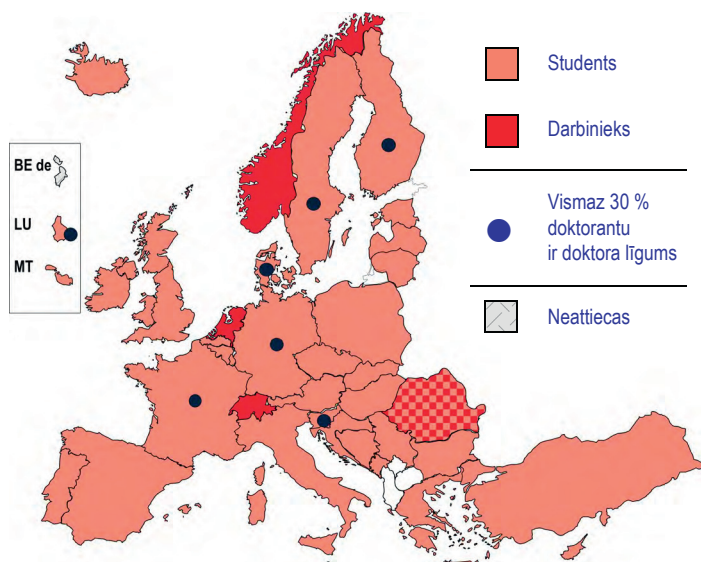 Students
Darbinieks
Vismaz 30 %
doktorantu
ir doktora līgums
Neattiecas
BE de
LU
MT